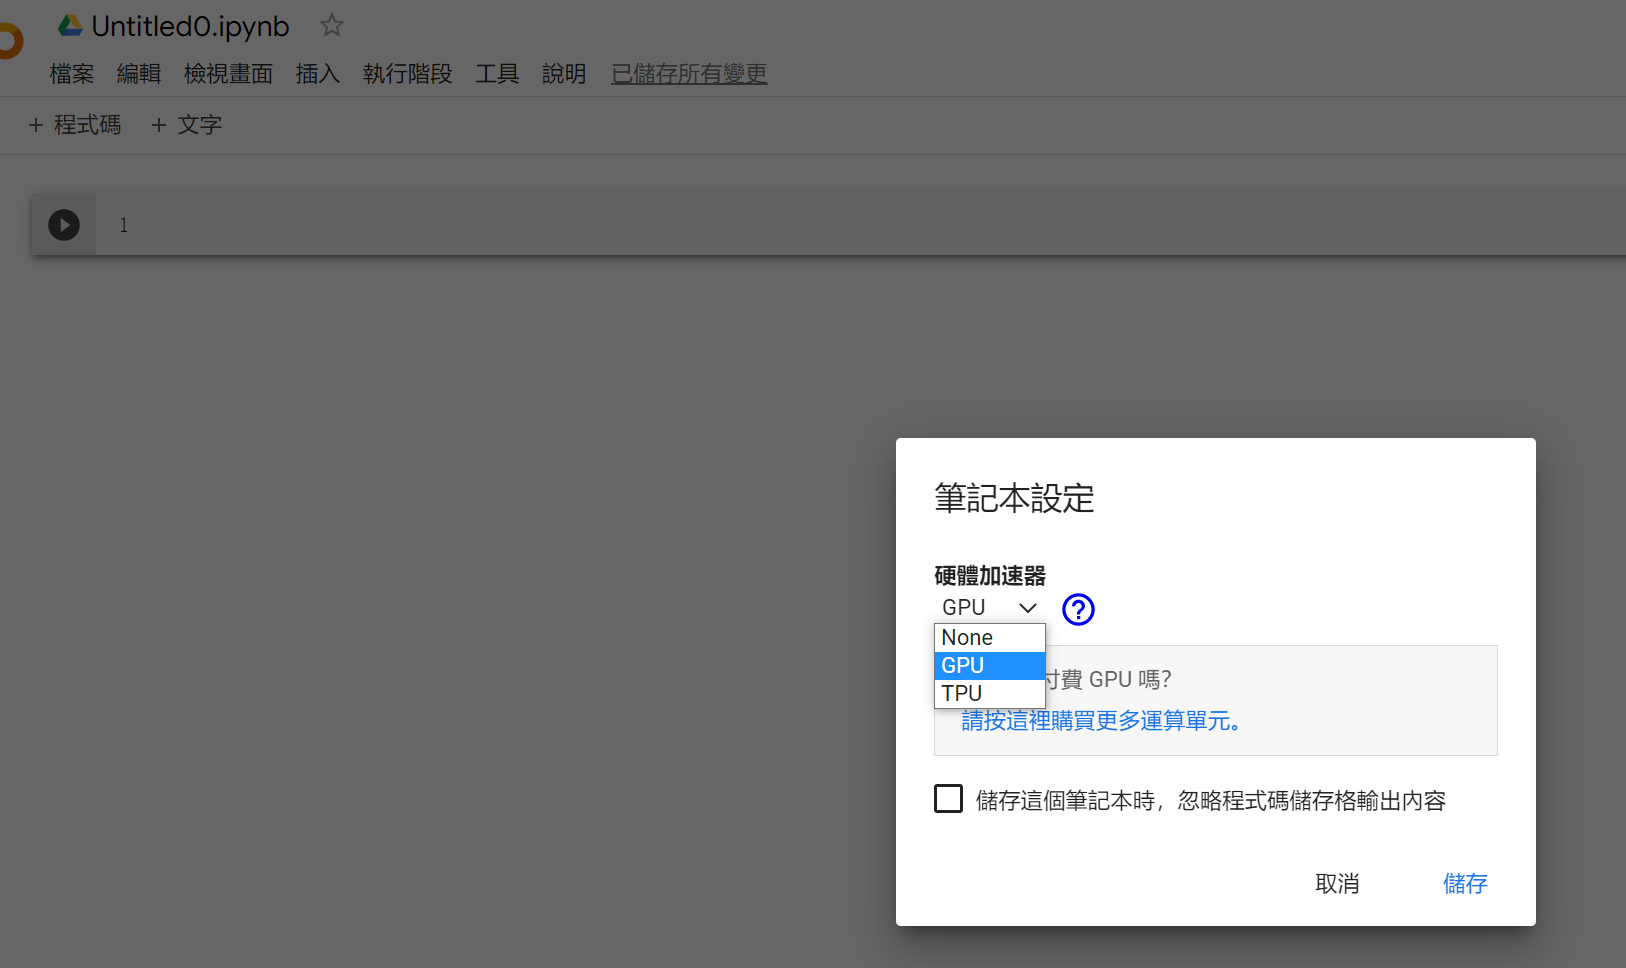 Untitled0.ipynb
檔案 編輯 檢視畫面 插入 執行階段 工具 說明 已儲存所有變更
+ 程式碼 + 文字
1
筆記本設定
硬體加速器
GPU
None
GPU
TPU
付費 GPU 嗎?
請按這裡購買更多運算單元。
儲存這個筆記本時，忽略程式碼儲存格輸出內容
取消 儲存